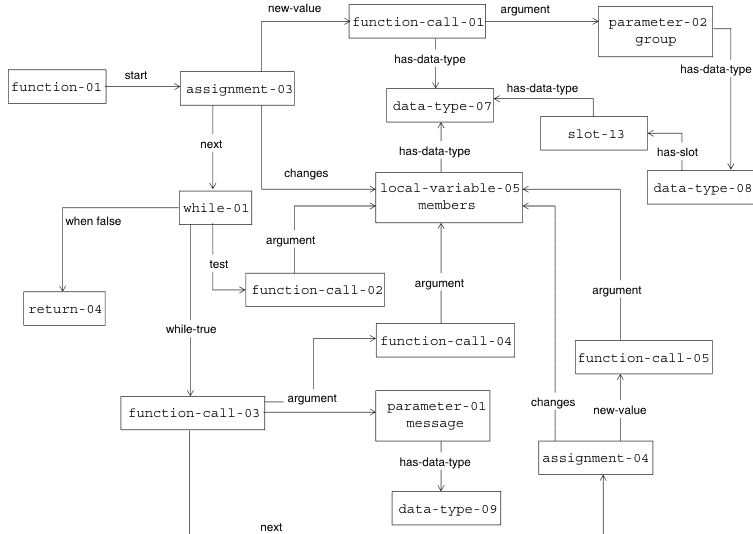 new-value
function-call-01
argument
parameter-02
group
has-data-type
has-data-type
function-01
start
assignment-03
has-data-type
data-type-07
slot-13
next
has-data-type
has-slot
changes
local-variable-05
members
data-type-08
while-01
when false
argument
test
function-call-02
argument
argument
return-04
while-true
function-call-04
function-call-05
argument
function-call-03
parameter-01
message
changes
new-value
has-data-type
assignment-04
data-type-09
next